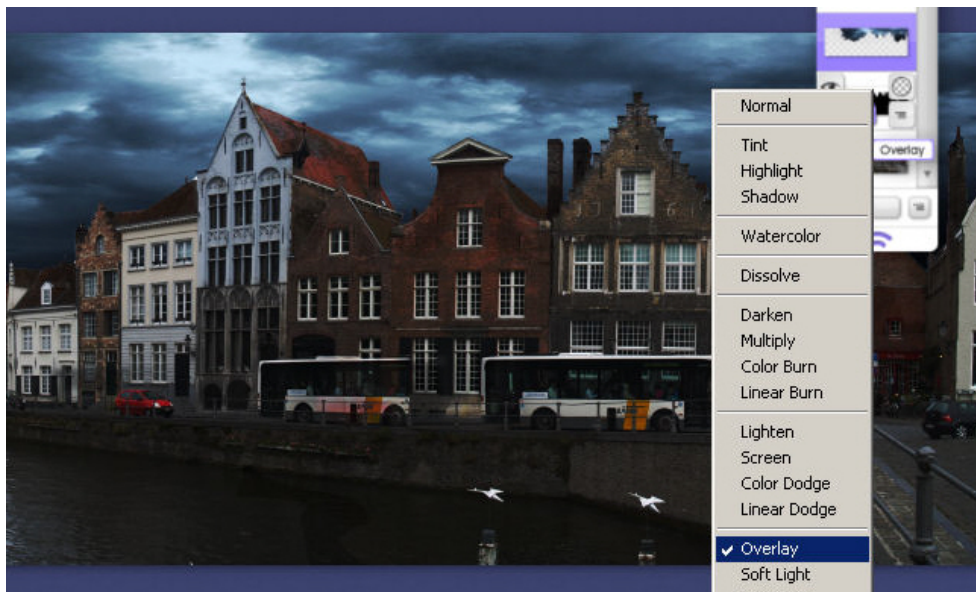 Normal
Tint
Highlight
Shadow
Watercolor
Dissolve
Darken
Multiply
Color Burn
Linear Burn
Lighten
Screen
Color Dodge
Linear Dodge
Overlay
Soft Light
Overlay